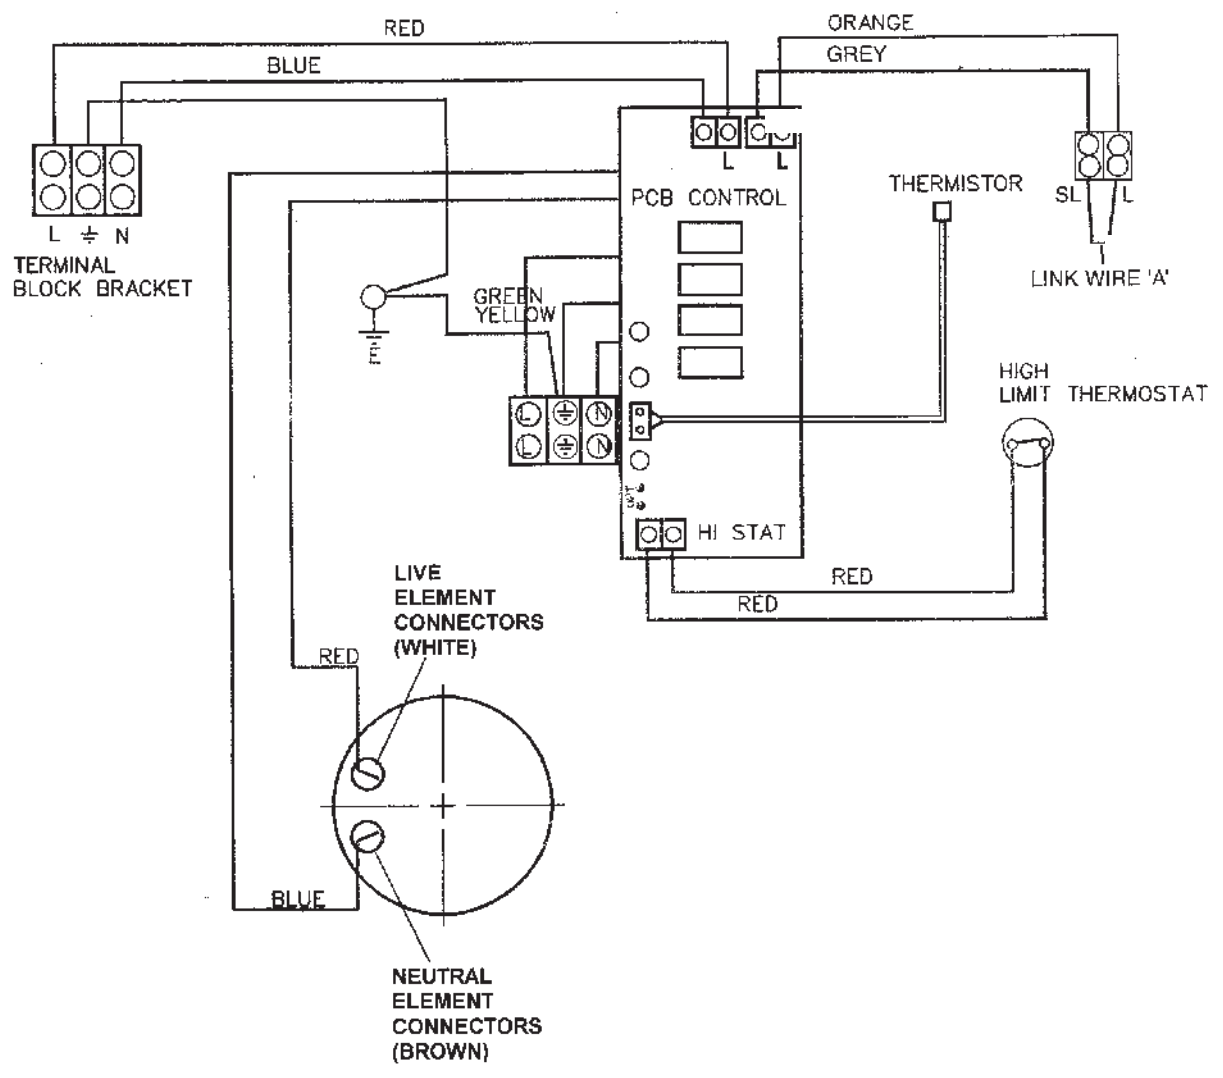 RED
ORANGE
BLUE
GREY
L
L
PCB CONTROL
THERMISTOR
SL
L
L
N
TERMINAL
BLOCK BRACKET
LINK WIRE 'A'
GREEN
YELLOW
E
HIGH
LIMIT THERMOSTAT
L
N
L
N
HI STAT
RED
RED
LIVE
ELEMENT
CONNECTORS
(WHITE)
RED
BLUE
NEUTRAL
ELEMENT
CONNECTORS
(BROWN)